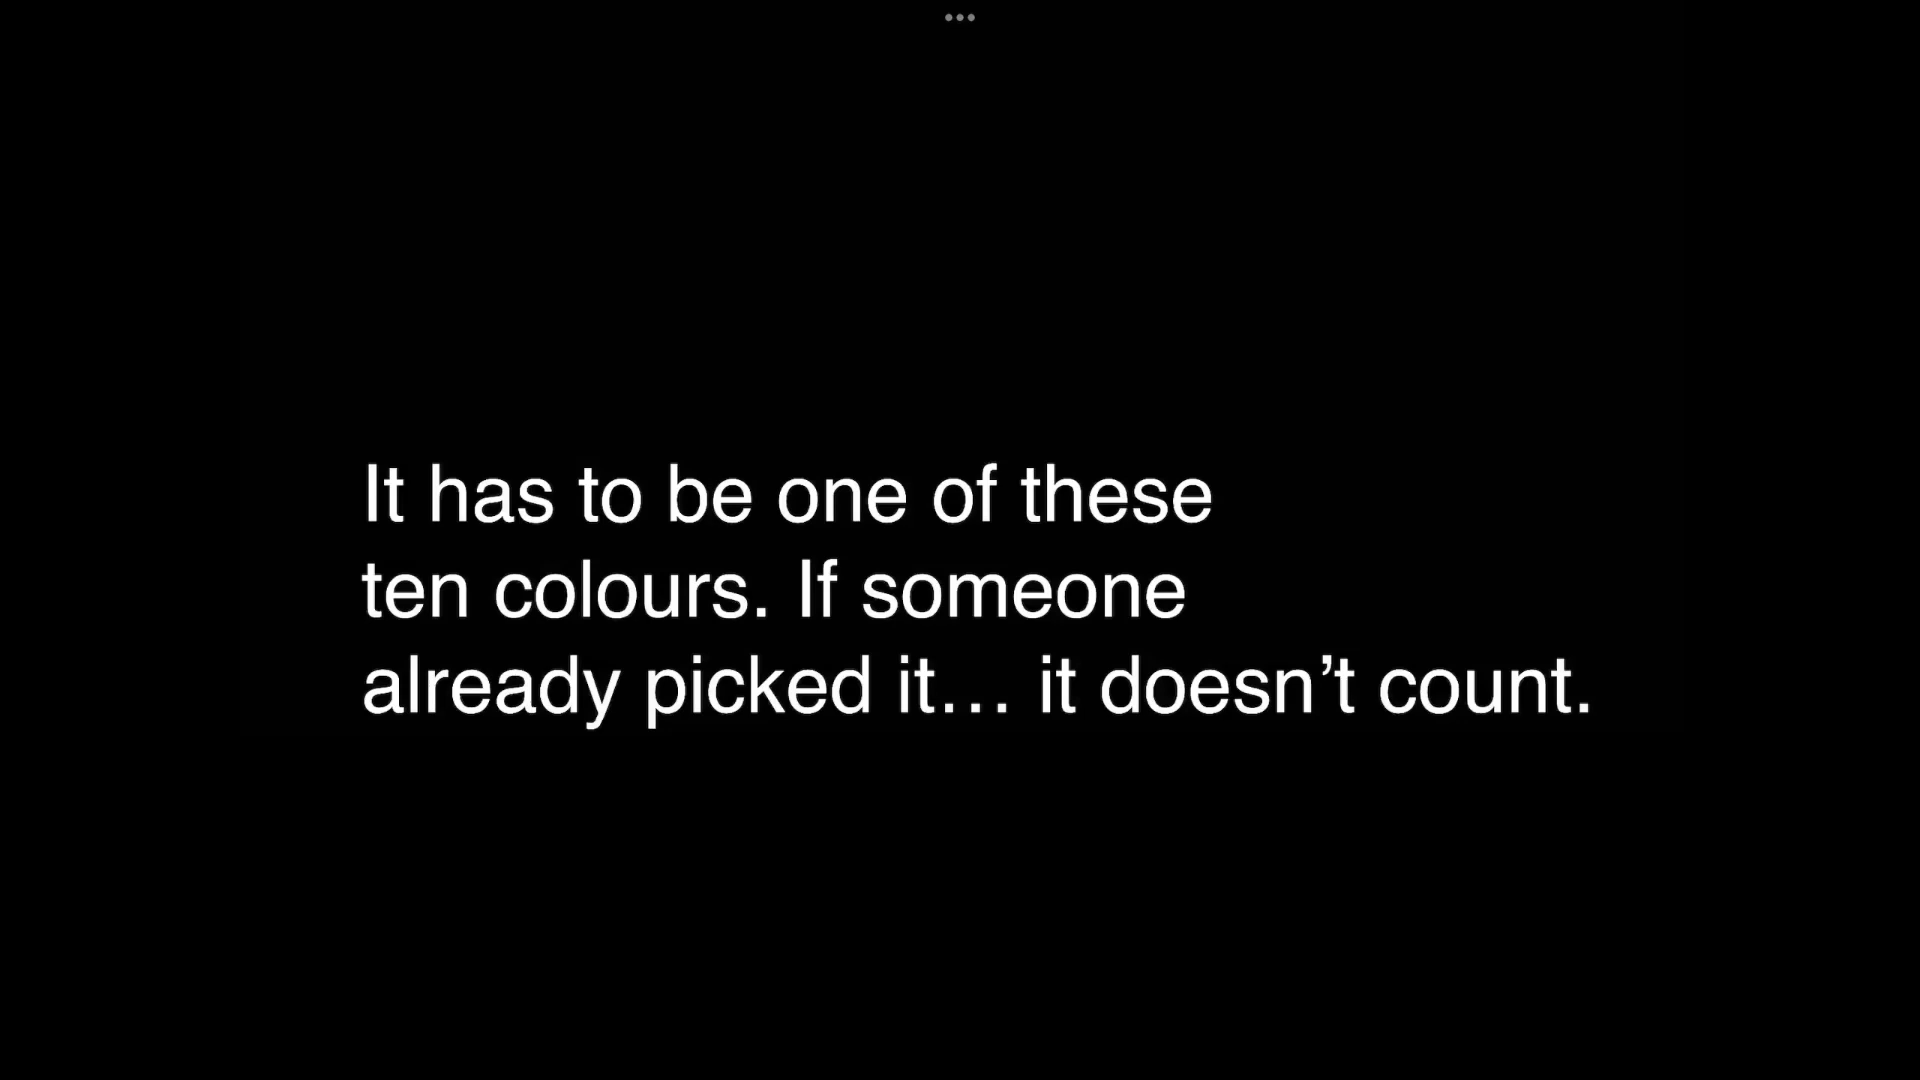 It has to be one of these
ten colours. If someone
already picked it… it doesn’t count.